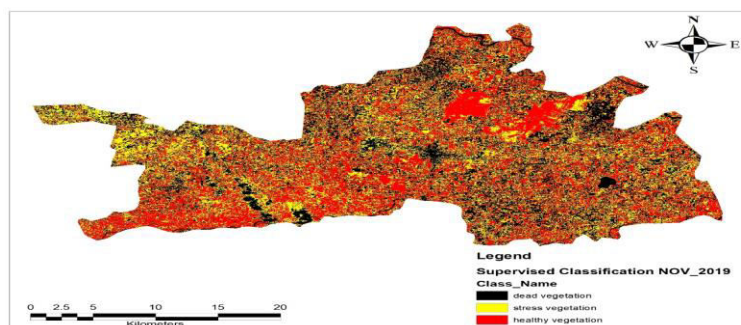 N
W E
S
Legend
Supervised Classification NOV_2019
Class_Name
dead vegetation
stress vegetation
healthy vegetation
0 2.5 5 10 15 20
Kilometers